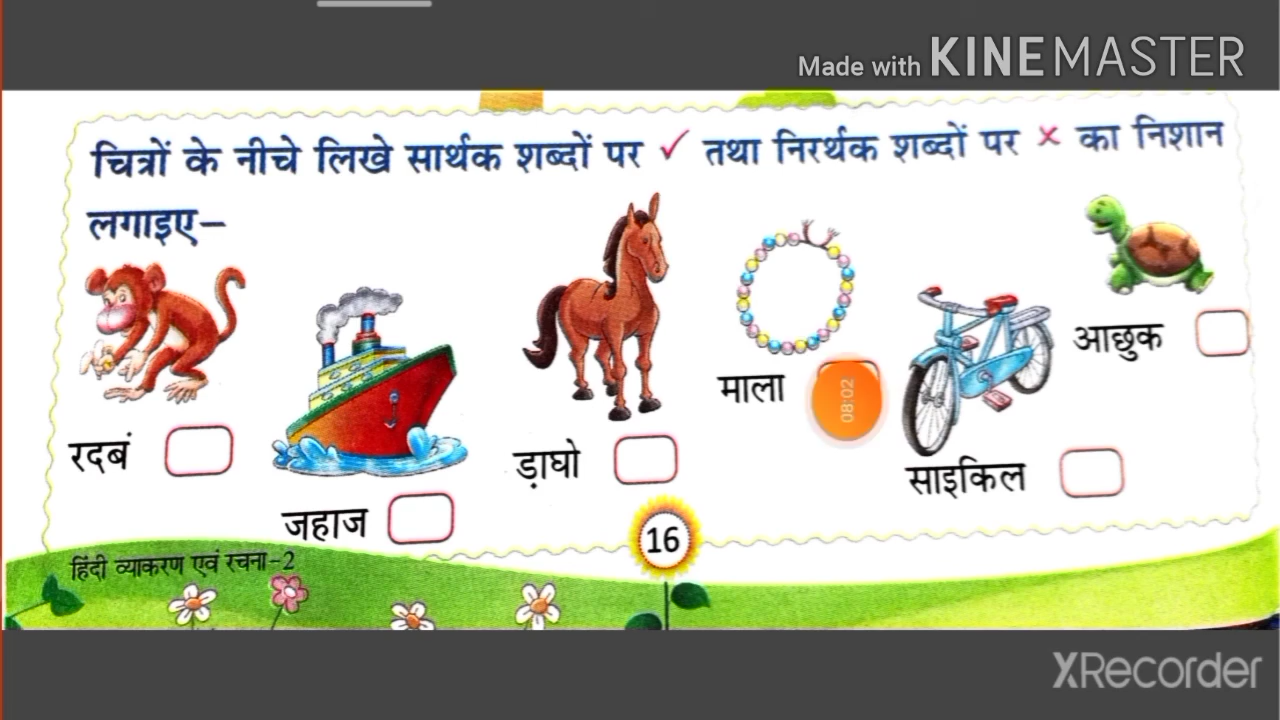 Made with KINEMASTER
चित्रों के नीचे लिखे सार्थक शब्दों पर ✓ तथा निरर्थक शब्दों पर × का निशान
लगाइए–
रदबं
जहाज
ड़ाघो
माला
08:02
साइकिल
आछुक
16
हिंदी व्याकरण एवं रचना-2
XRecorder